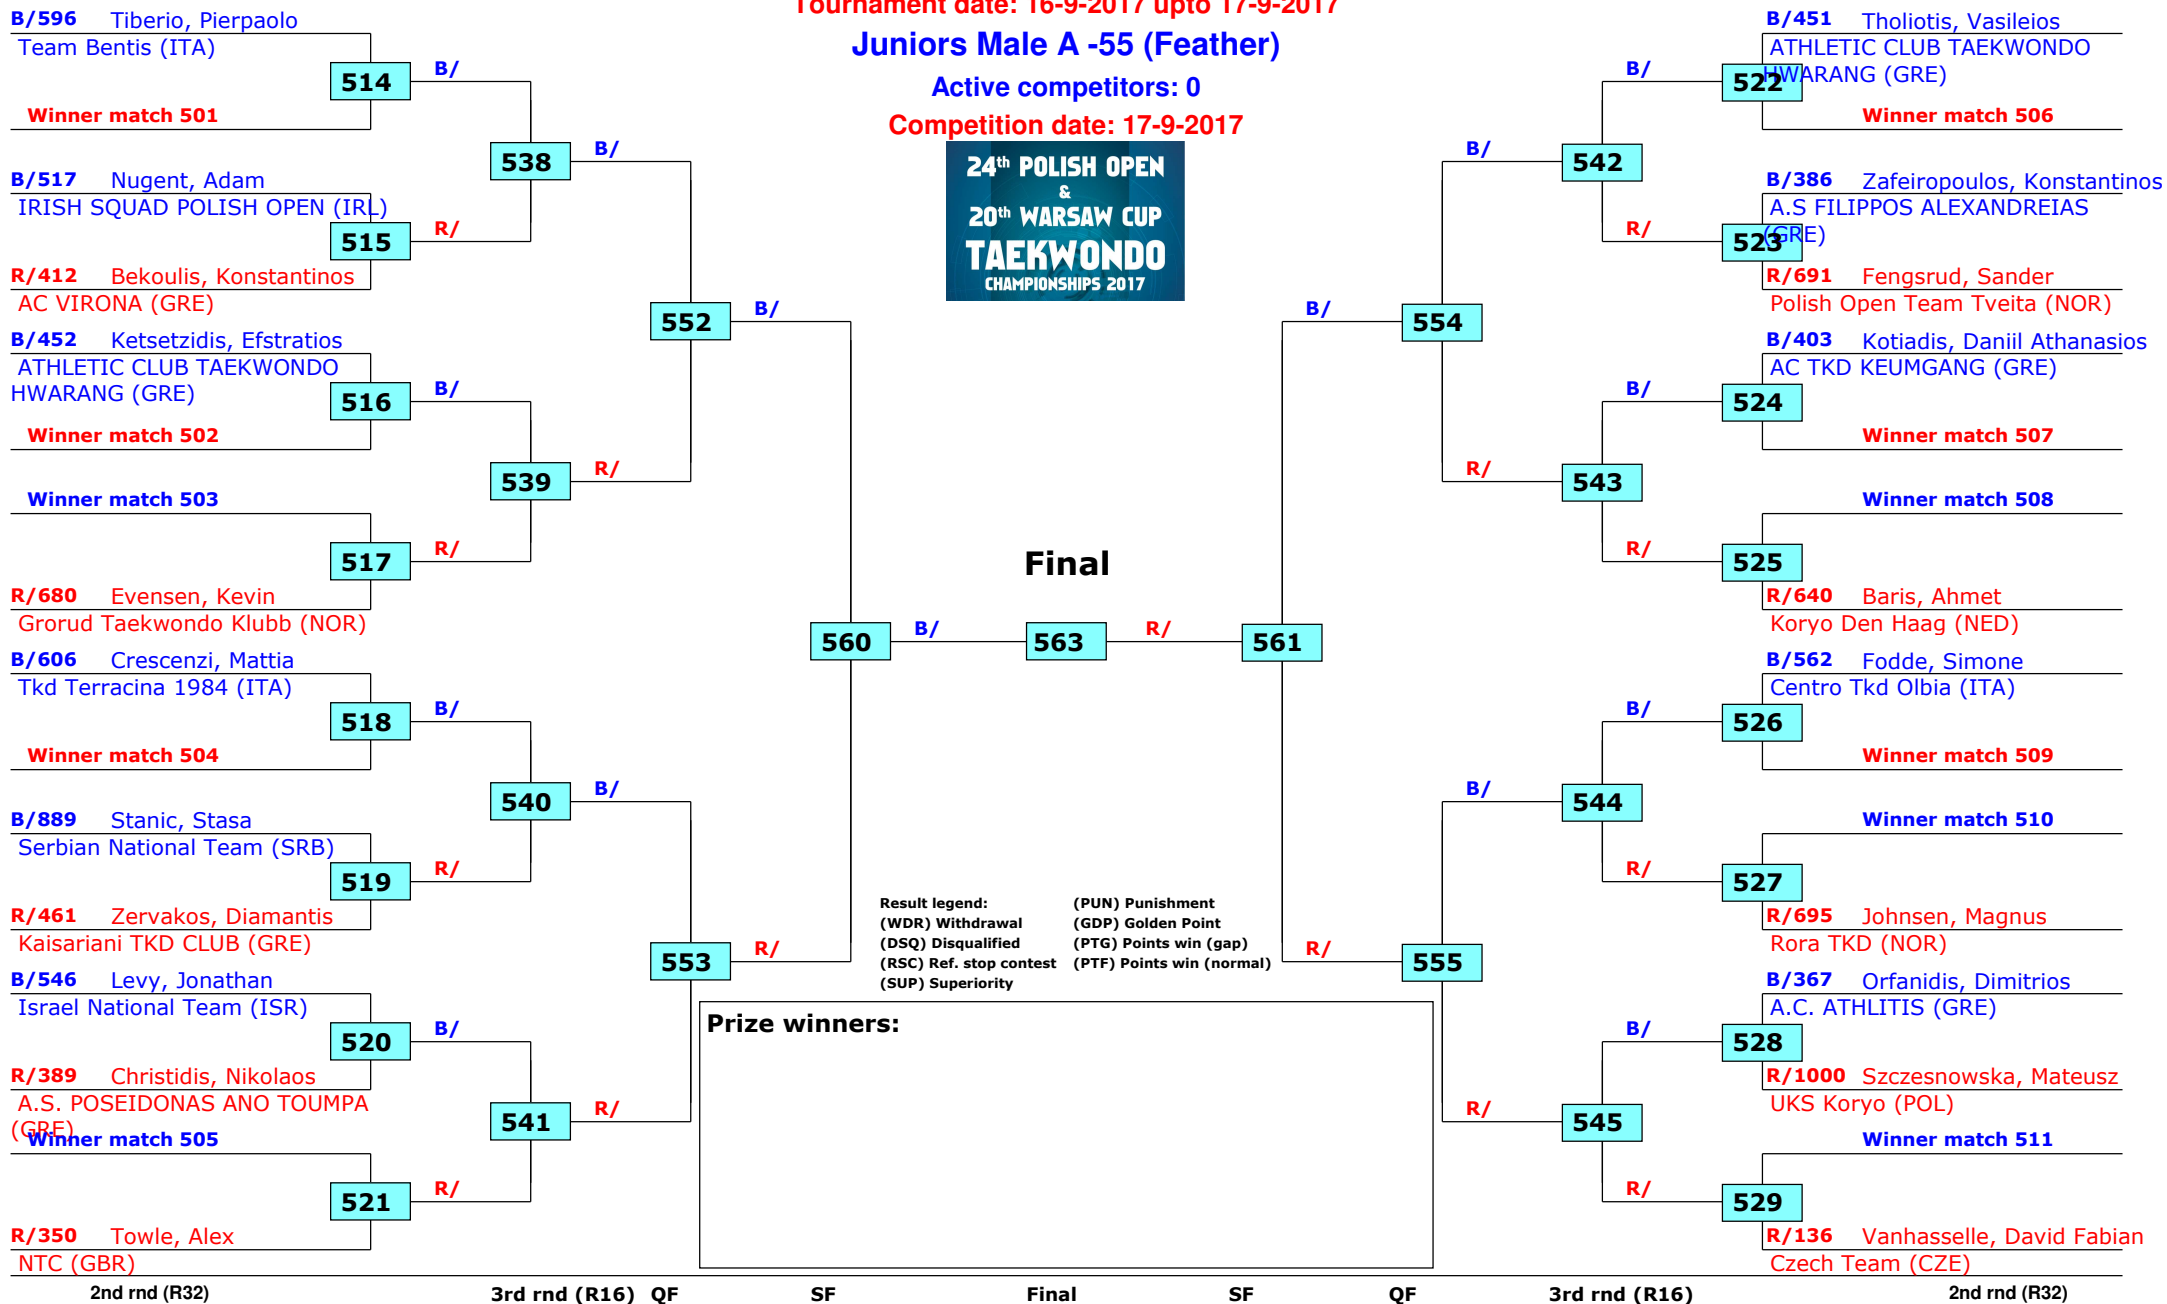 Tournament date: 16-9-2017 upto 17-9-2017
Juniors Male A -55 (Feather)
Active competitors: 0
Competition date: 17-9-2017
24th POLISH OPEN
&
20th WARSAW CUP
TAEKWONDO
CHAMPIONSHIPS 2017
B/596 Tiberio, Pierpaolo
Team Bentis (ITA)
514
B/
Winner match 501
538
B/
B/517 Nugent, Adam
IRISH SQUAD POLISH OPEN (IRL)
515
R/
R/412 Bekoulis, Konstantinos
AC VIRONA (GRE)
552
B/
B/452 Ketsetzidis, Efstratios
ATHLETIC CLUB TAEKWONDO
HWARANG (GRE)
516
B/
Winner match 502
539
R/
Winner match 503
517
R/
R/680 Evensen, Kevin
Grorud Taekwondo Klubb (NOR)
560
B/
B/606 Crescenzi, Mattia
Tkd Terracina 1984 (ITA)
518
B/
Winner match 504
540
B/
B/889 Stanic, Stasa
Serbian National Team (SRB)
519
R/
R/461 Zervakos, Diamantis
Kaisariani TKD CLUB (GRE)
553
R/
B/546 Levy, Jonathan
Israel National Team (ISR)
520
B/
R/389 Christidis, Nikolaos
A.S. POSEIDONAS ANO TOUMPA
(GRE)
541
R/
Winner match 505
521
R/
R/350 Towle, Alex
NTC (GBR)
Final
563
R/
561
B/451 Tholiotis, Vasileios
ATHLETIC CLUB TAEKWONDO
HWARANG (GRE)
522
B/
Winner match 506
542
B/
B/386 Zafeiropoulos, Konstantinos
A.S FILIPPOS ALEXANDREIAS
(GRE)
523
R/
R/691 Fengsrud, Sander
Polish Open Team Tveita (NOR)
554
B/
B/403 Kotiadis, Daniil Athanasios
AC TKD KEUMGANG (GRE)
524
B/
Winner match 507
543
R/
Winner match 508
525
R/
R/640 Baris, Ahmet
Koryo Den Haag (NED)
B/562 Fodde, Simone
Centro Tkd Olbia (ITA)
526
B/
Winner match 509
544
B/
Winner match 510
527
R/
R/695 Johnsen, Magnus
Rora TKD (NOR)
555
R/
B/367 Orfanidis, Dimitrios
A.C. ATHLITIS (GRE)
528
B/
R/1000 Szczesnowska, Mateusz
UKS Koryo (POL)
545
R/
Winner match 511
529
R/
R/136 Vanhasselle, David Fabian
Czech Team (CZE)
Result legend: (PUN) Punishment
(WDR) Withdrawal (GDP) Golden Point
(DSQ) Disqualified (PTG) Points win (gap)
(RSC) Ref. stop contest (PTF) Points win (normal)
(SUP) Superiority
Prize winners:
2nd rnd (R32) 3rd rnd (R16) QF SF Final SF QF 3rd rnd (R16) 2nd rnd (R32)